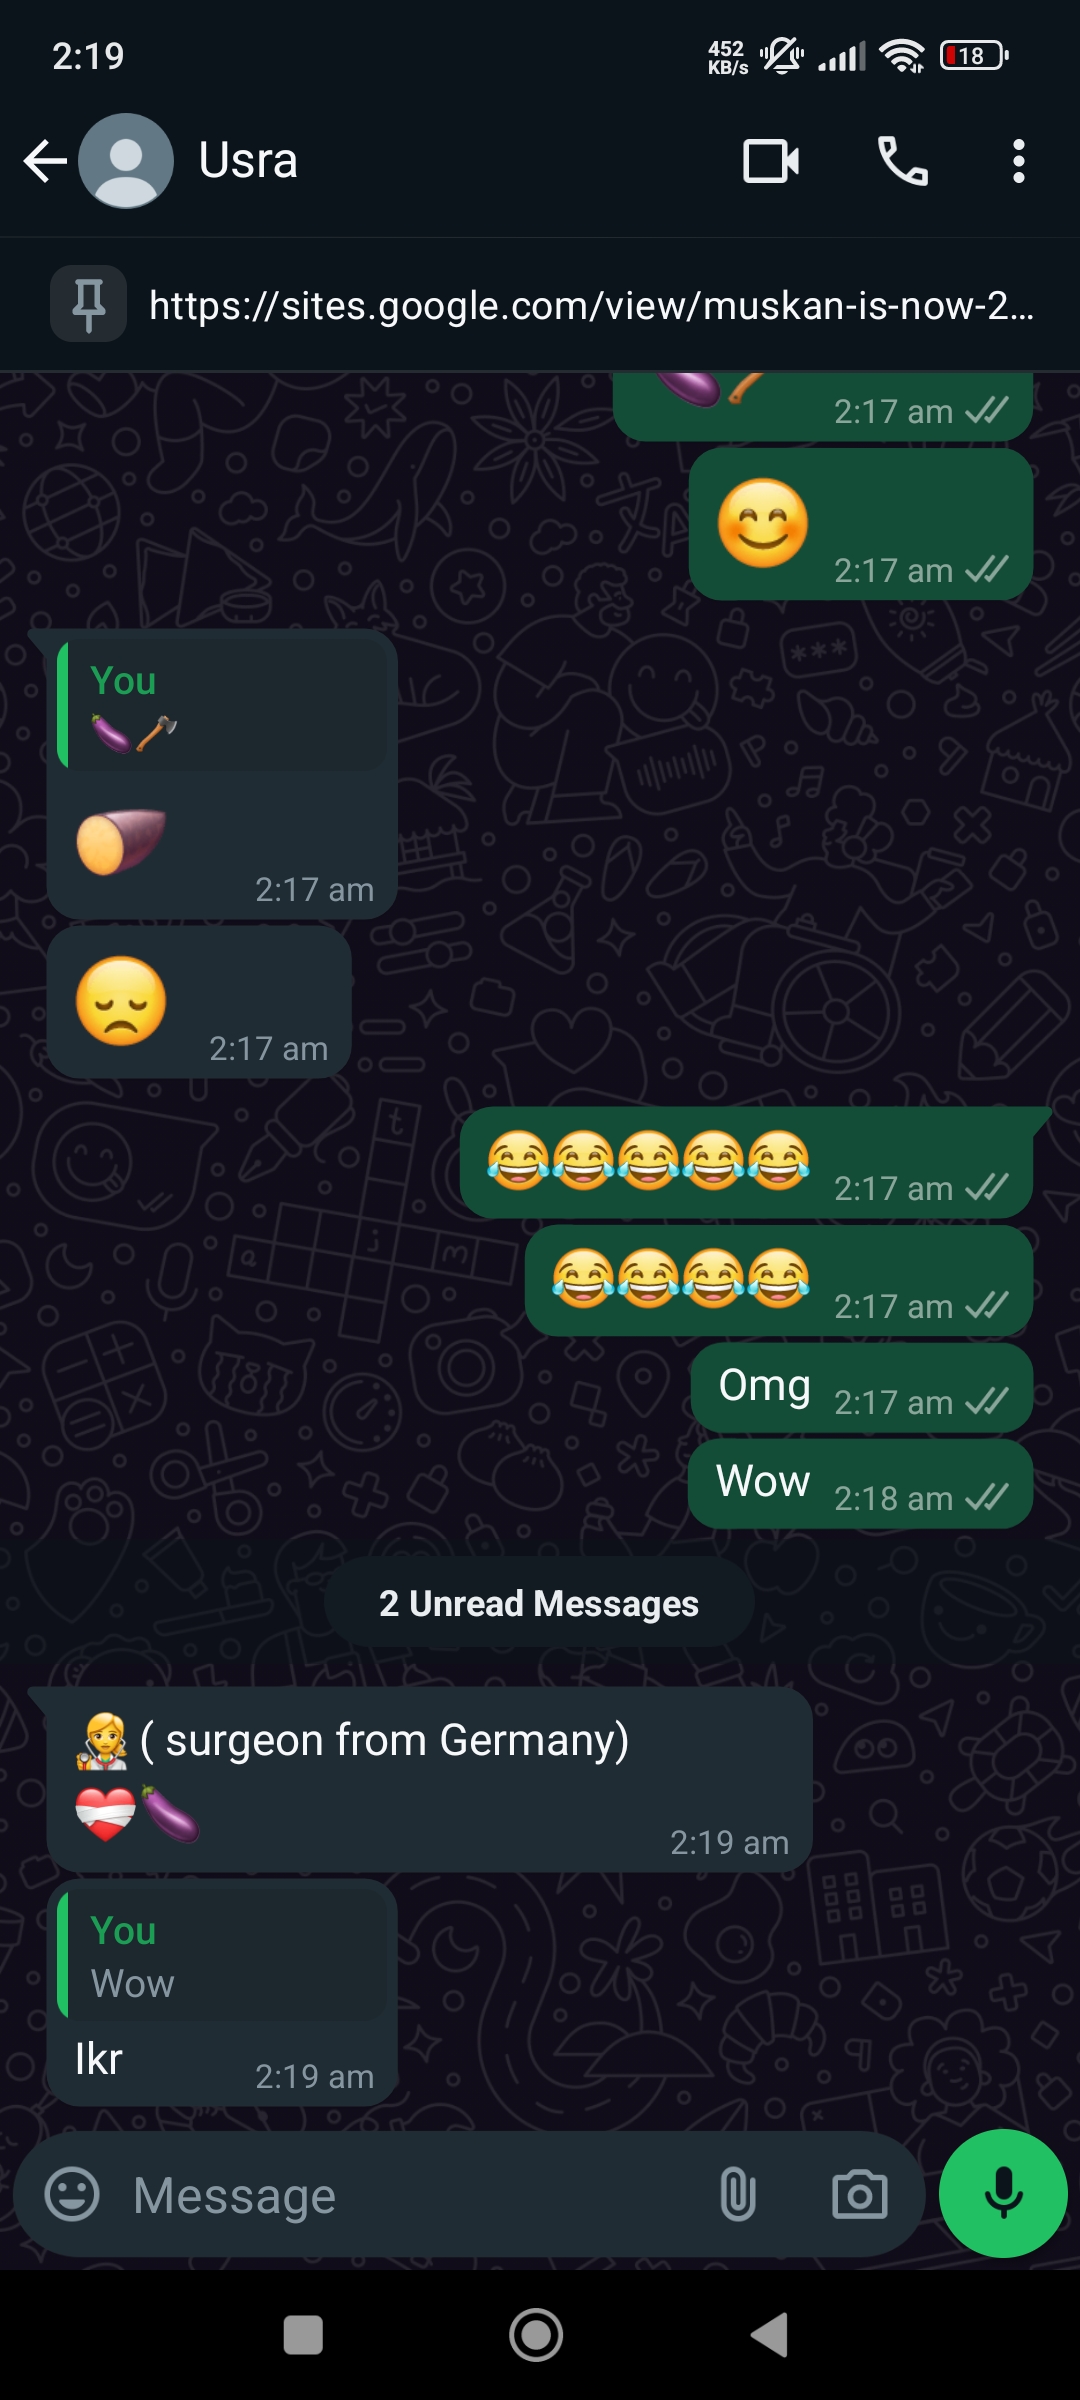 2:19
452
KB/s
18
Usra
https://sites.google.com/view/muskan-is-now-2...
🍆🪓
2:17 am
😊
2:17 am
You
🍆🪓
🍠
2:17 am
😞
2:17 am
😂😂😂😂😂 2:17 am
😂😂😂😂 2:17 am
Omg 2:17 am
Wow 2:18 am
2 Unread Messages
🧑‍⚕️ ( surgeon from Germany)
❤️‍🩹🍆
2:19 am
You
Wow
Ikr 2:19 am
Message